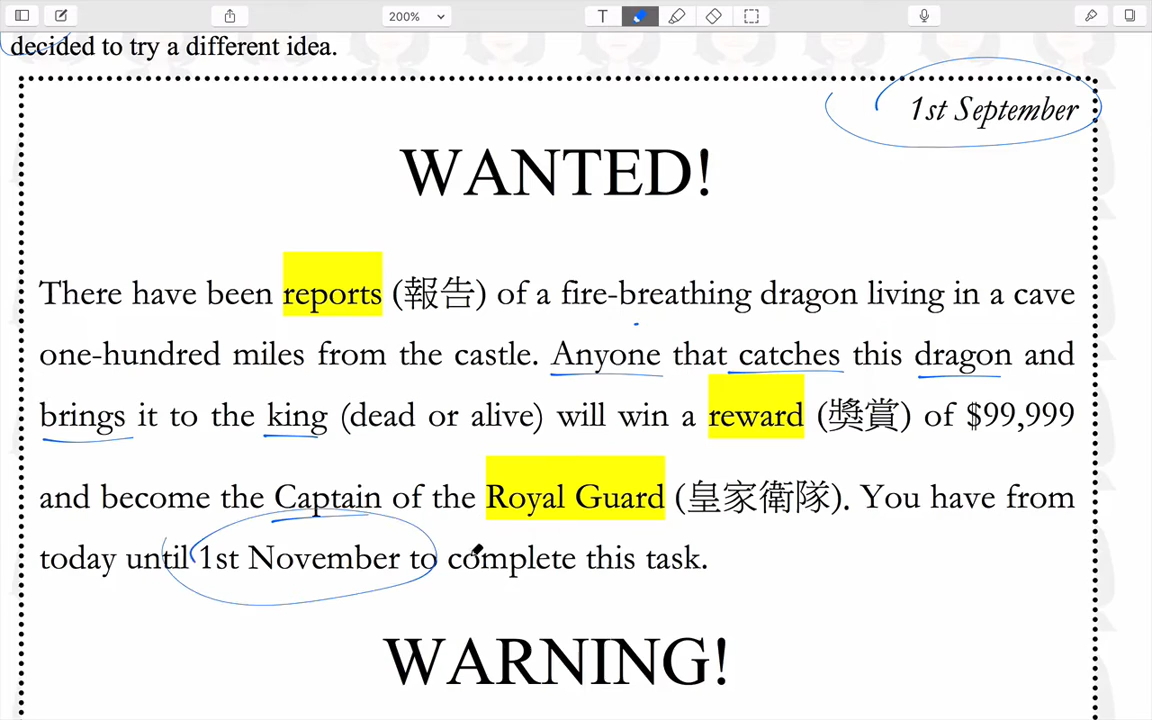 200%
T
decided to try a different idea.
1st September
WANTED!
There have been reports (報告) of a fire-breathing dragon living in a cave
one-hundred miles from the castle. Anyone that catches this dragon and
brings it to the king (dead or alive) will win a reward (獎賞) of $99,999
and become the Captain of the Royal Guard (皇家衛隊). You have from
today until 1st November to complete this task.
WARNING!